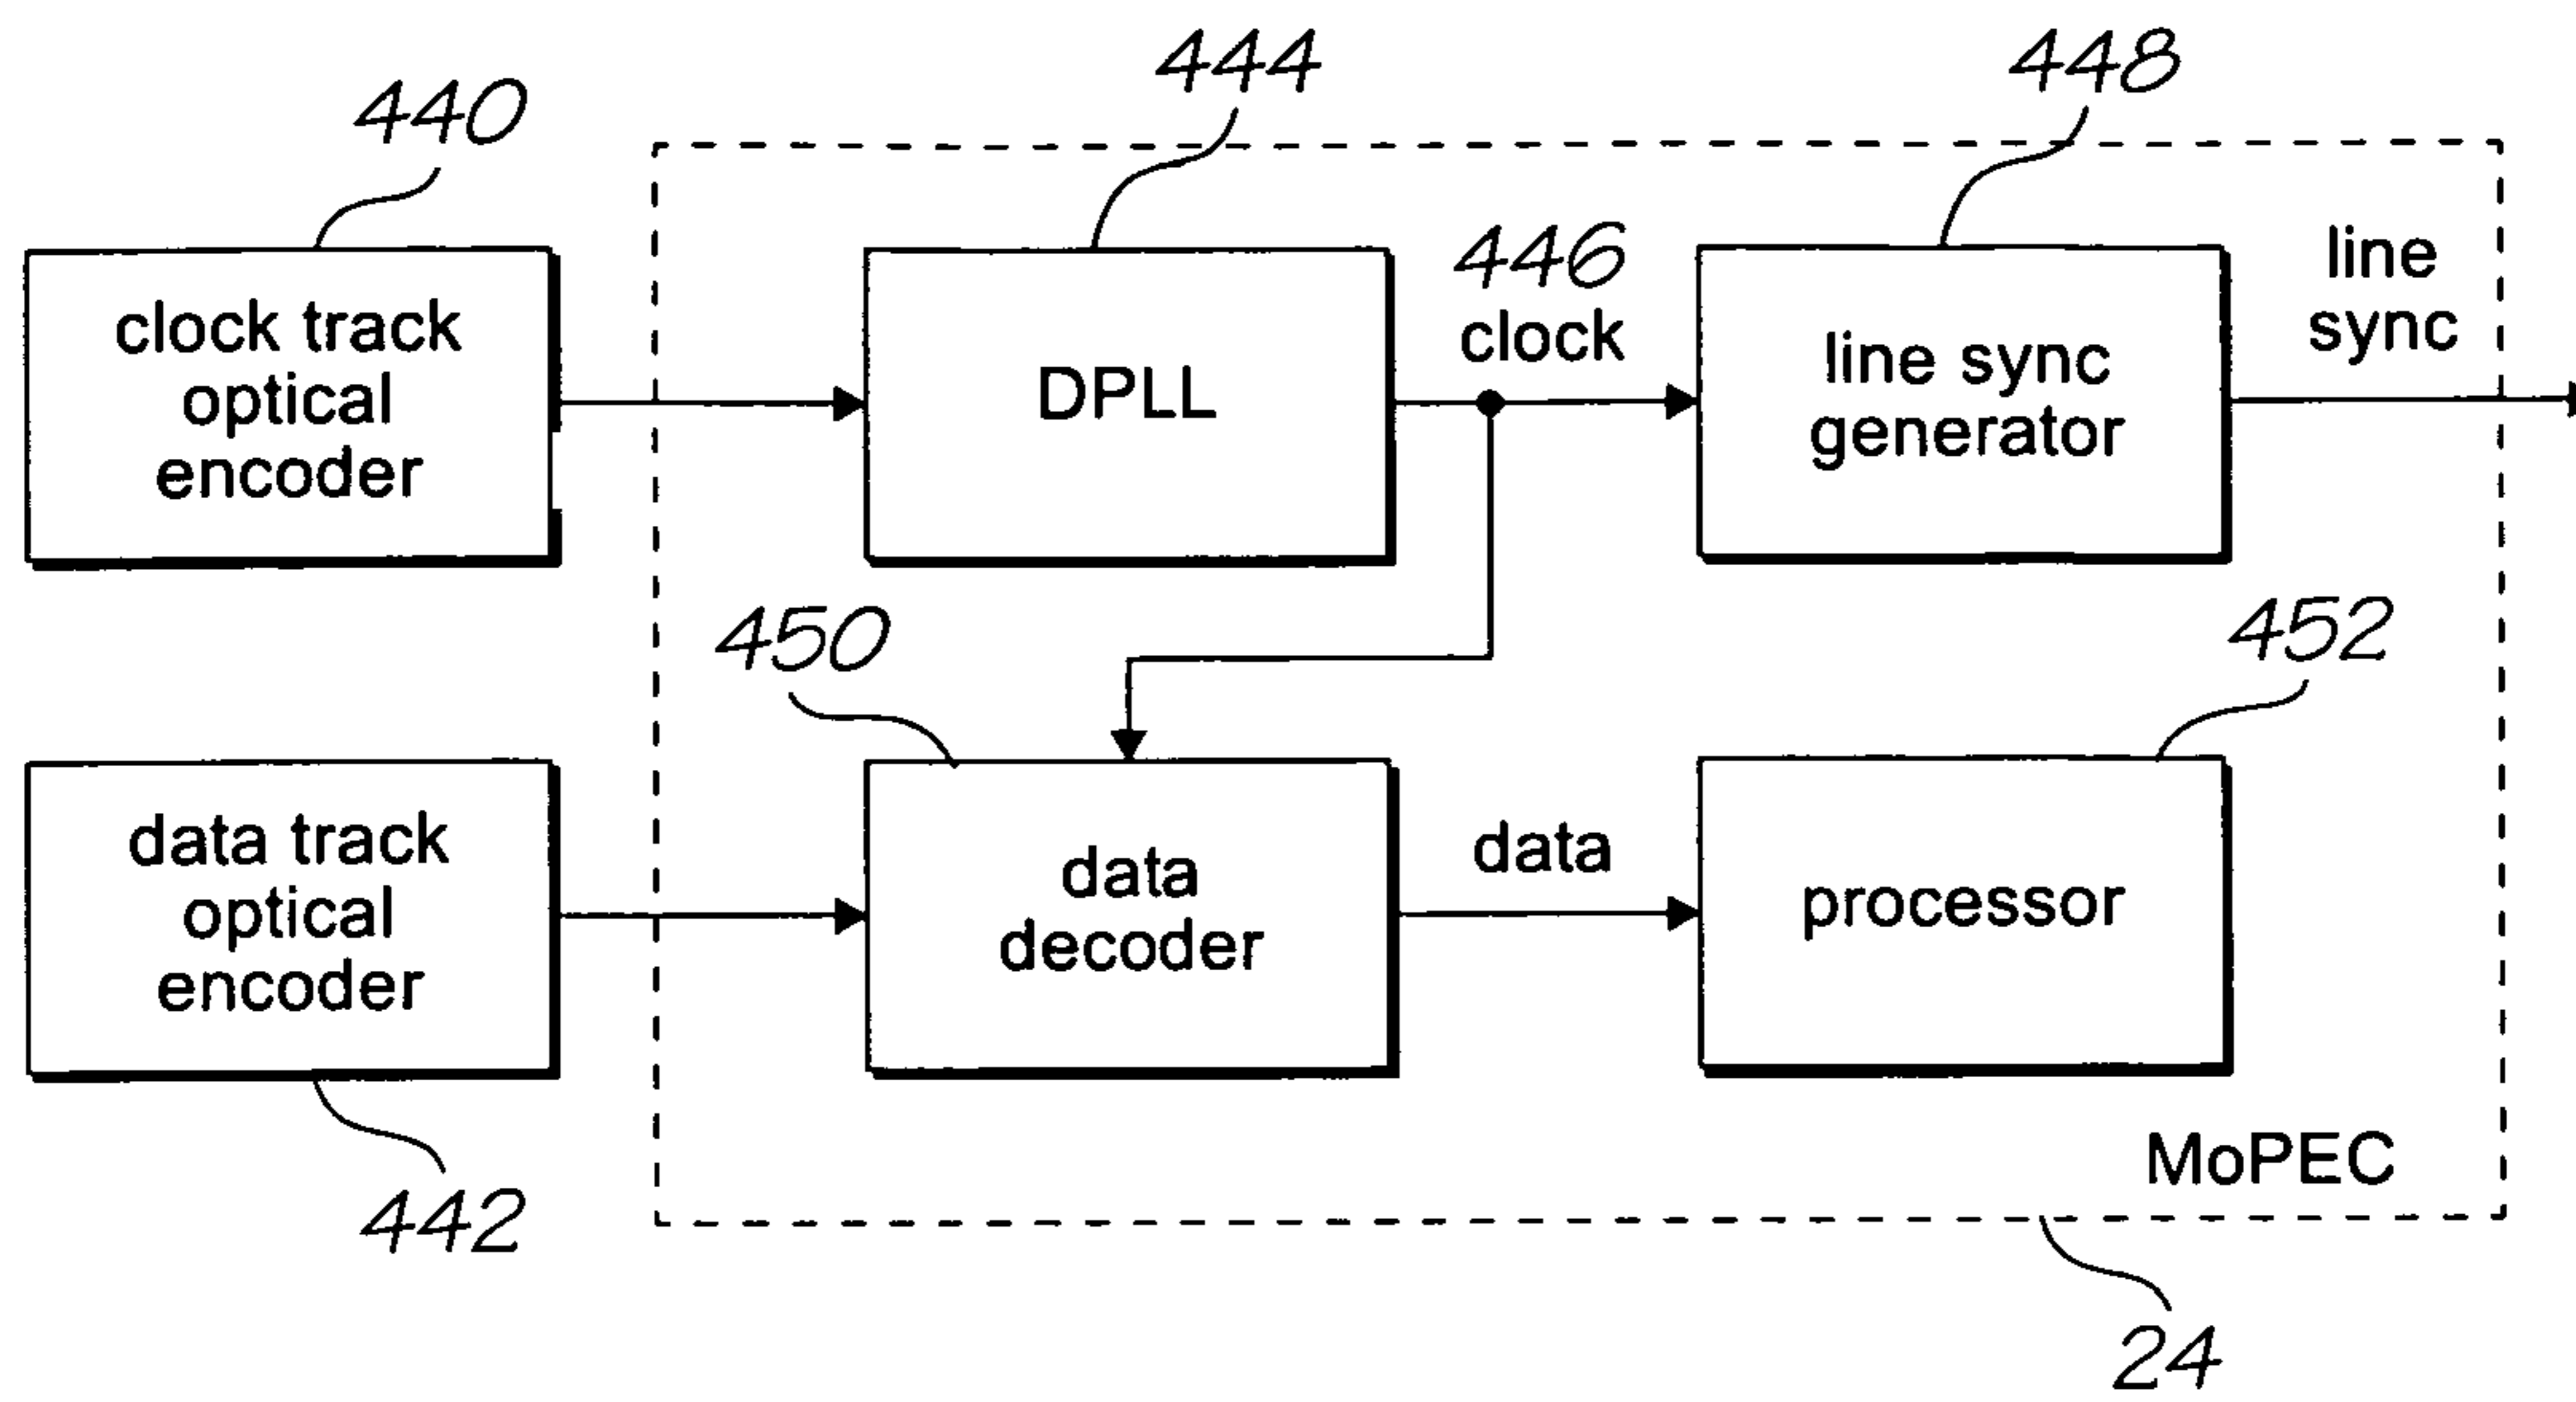 440
444
448
clock track
optical
encoder
DPLL
446
clock
line sync
generator
line
sync
450
452
data track
optical
encoder
data
decoder
data
processor
442
MoPEC
24